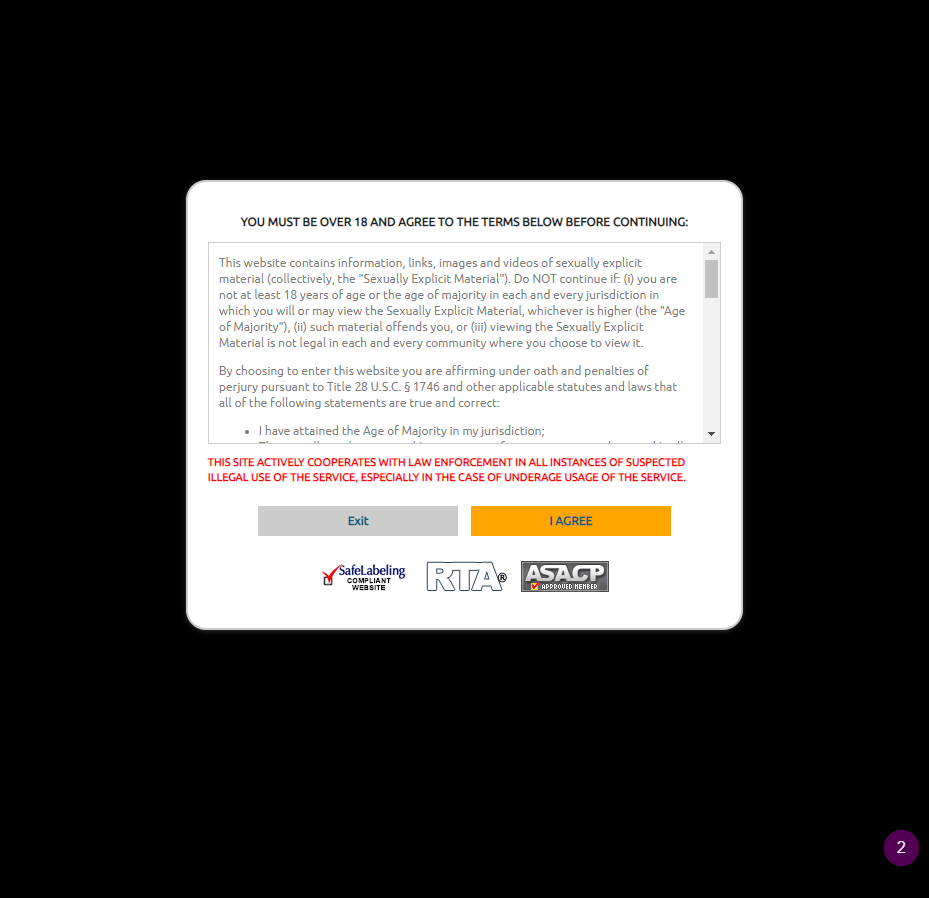 YOU MUST BE OVER 18 AND AGREE TO THE TERMS BELOW BEFORE CONTINUING:
This website contains information, links, images and videos of sexually explicit
material (collectively, the "Sexually Explicit Material"). Do NOT continue if: (i) you are
not at least 18 years of age or the age of majority in each and every jurisdiction in
which you will or may view the Sexually Explicit Material, whichever is higher (the "Age
of Majority"), (ii) such material offends you, or (iii) viewing the Sexually Explicit
Material is not legal in each and every community where you choose to view it.
By choosing to enter this website you are affirming under oath and penalties of
perjury pursuant to Title 28 U.S.C. § 1746 and other applicable statutes and laws that
all of the following statements are true and correct:
• I have attained the Age of Majority in my jurisdiction;
THIS SITE ACTIVELY COOPERATES WITH LAW ENFORCEMENT IN ALL INSTANCES OF SUSPECTED
ILLEGAL USE OF THE SERVICE, ESPECIALLY IN THE CASE OF UNDERAGE USAGE OF THE SERVICE.
Exit I AGREE
SafeLabeling
COMPLIANT
WEBSITE
RTA®
ASACP
APPROVED MEMBER
2